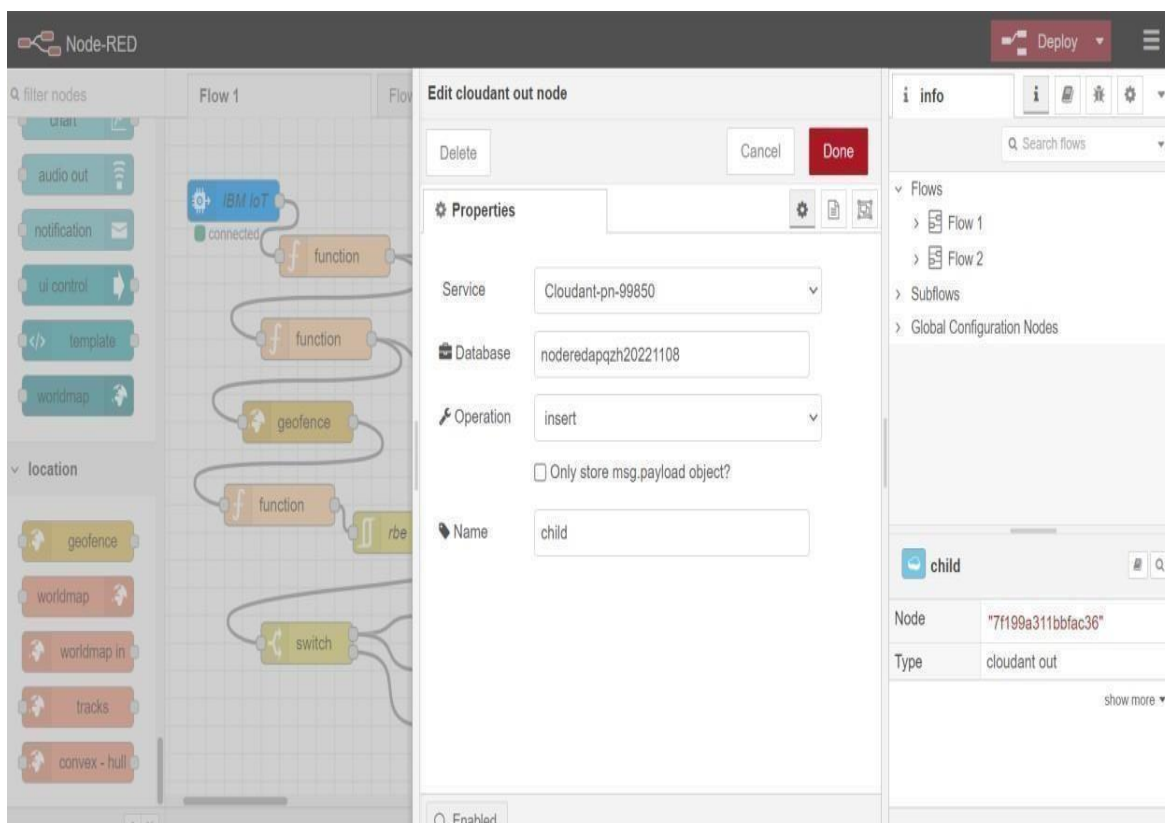 Node-RED
Deploy
filter nodes
chart
audio out
notification
ui control
template
worldmap
location
geofence
worldmap
worldmap in
tracks
convex - hull
Flow 1
Flow
IBM IoT
connected
function
function
geofence
function
rbe
switch
Edit cloudant out node
Delete
Cancel
Done
Properties
Service
Cloudant-pn-99850
Database
noderedapqzh20221108
Operation
insert
Only store msg.payload object?
Name
child
Enabled
i info
i
Search flows
Flows
Flow 1
Flow 2
Subflows
Global Configuration Nodes
child
Node
"7f199a311bbfac36"
Type
cloudant out
show more